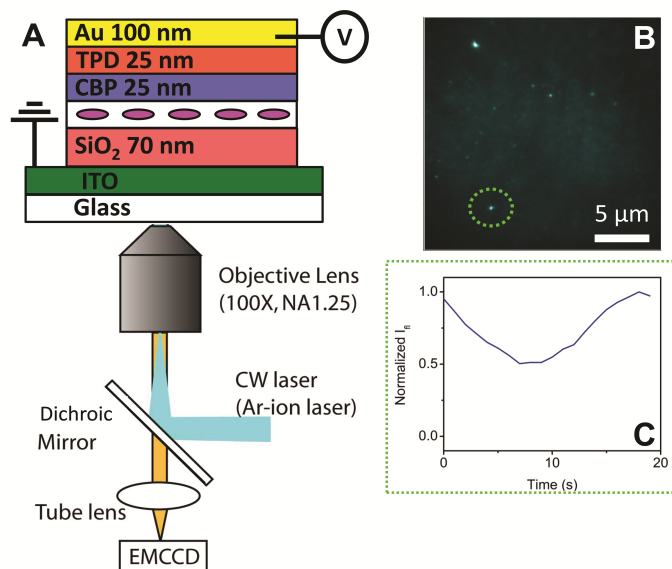 A
Au 100 nm
V
TPD 25 nm
CBP 25 nm
SiO₂ 70 nm
ITO
Glass
Objective Lens
(100X, NA1.25)
CW laser
(Ar-ion laser)
Dichroic
Mirror
Tube lens
EMCCD
B
5 μm
Normalized Ifl
1.0
0.5
0.0
0
10
20
Time (s)
C